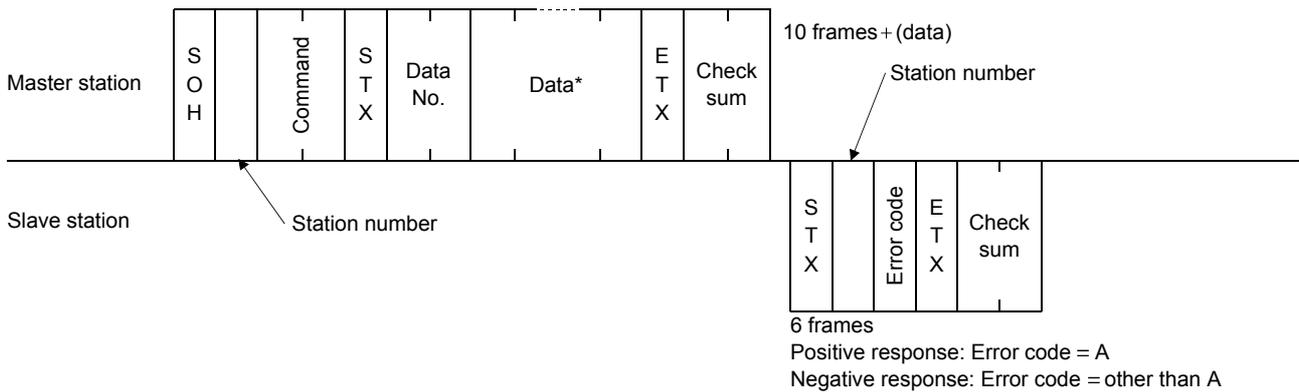 10 frames+(data)
Master station
S
O
H
Command
S
T
X
Data
No.
Data*
E
T
X
Check
sum
Station number
Slave station
Station number
S
T
X
Error code
E
T
X
Check
sum
6 frames
Positive response: Error code = A
Negative response: Error code = other than A